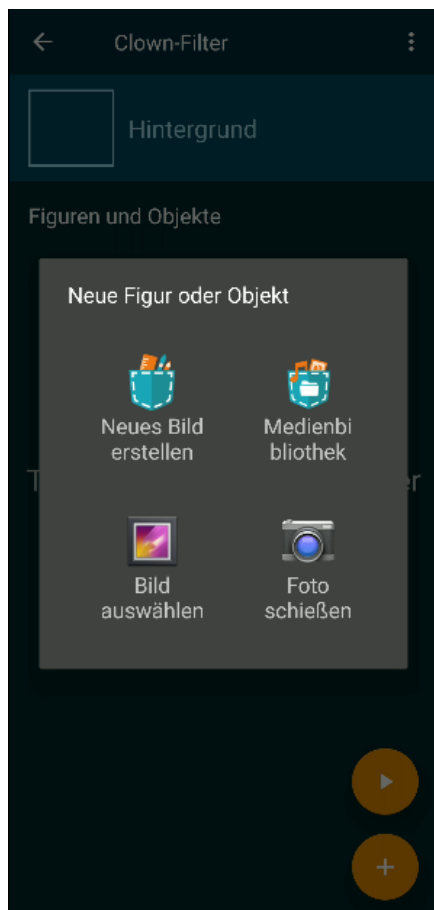 Clown-Filter
Hintergrund
Figuren und Objekte
Neue Figur oder Objekt
Neues Bild
erstellen
Medienbi
bliothek
Bild
auswählen
Foto
schießen